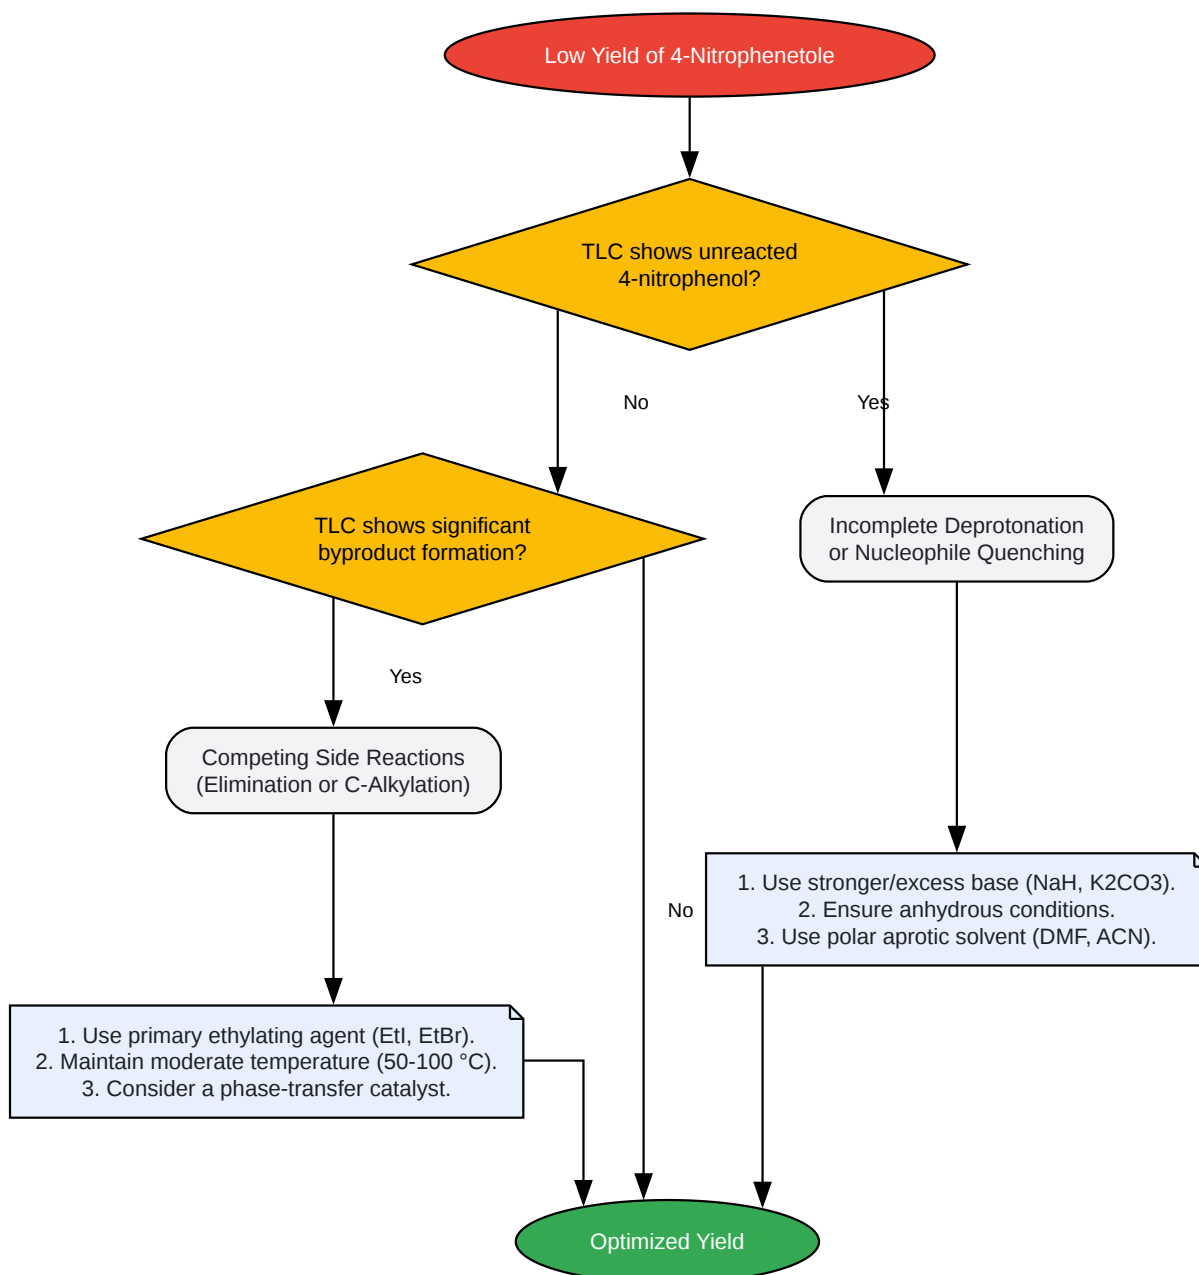 Low Yield of 4-Nitrophenetole
TLC shows unreacted
4-nitrophenol?
No
Yes
TLC shows significant
byproduct formation?
Incomplete Deprotonation
or Nucleophile Quenching
Yes
Competing Side Reactions
(Elimination or C-Alkylation)
No
1. Use stronger/excess base (NaH, K2CO3).
2. Ensure anhydrous conditions.
3. Use polar aprotic solvent (DMF, ACN).
1. Use primary ethylating agent (EtI, EtBr).
2. Maintain moderate temperature (50-100 °C).
3. Consider a phase-transfer catalyst.
Optimized Yield